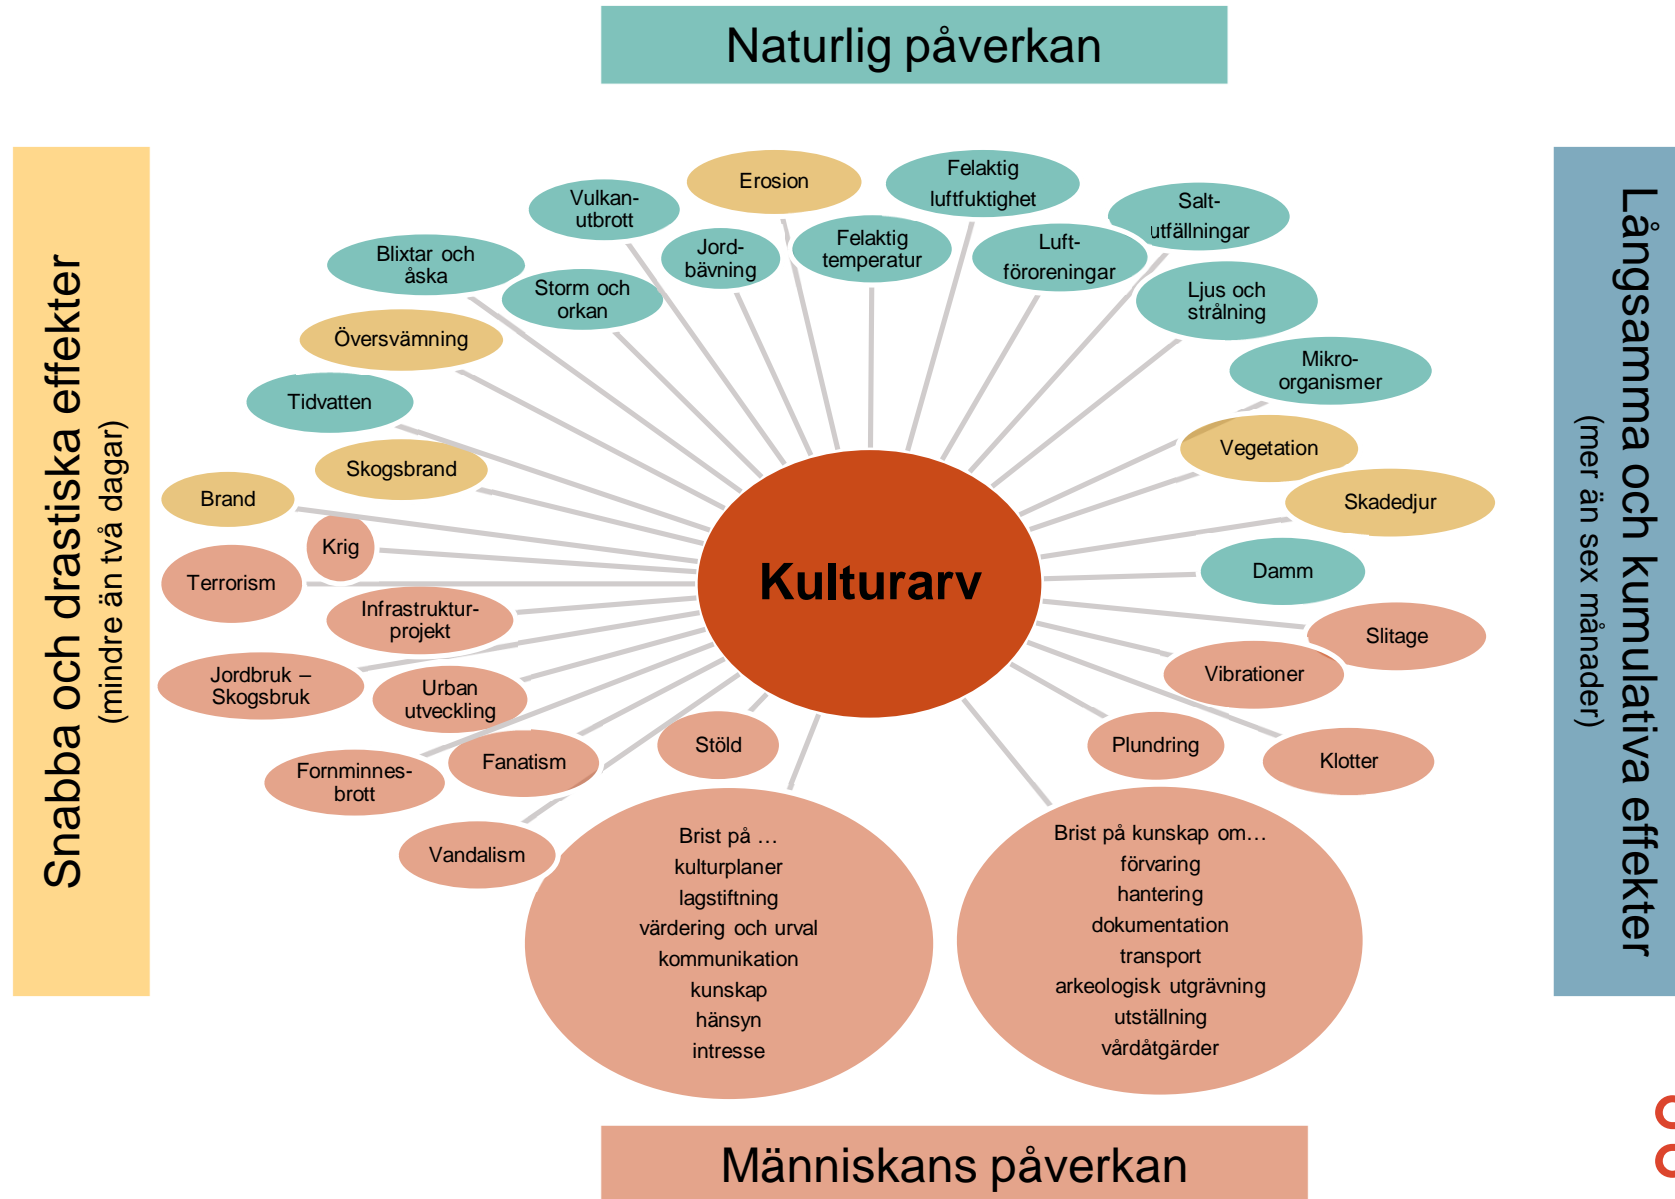 Naturlig påverkan
Snabba och drastiska effekter
(mindre än två dagar)
Långsamma och kumulativa effekter
(mer än sex månader)
Erosion
Felaktig
luftfuktighet
Vulkan-
utbrott
Salt-
utfällningar
Jord-
bävning
Felaktig
temperatur
Luft-
föroreningar
Blixtar och
åska
Storm och
orkan
Ljus och
strålning
Översvämning
Mikro-
organismer
Tidvatten
Vegetation
Skogsbrand
Brand
Skadedjur
Krig
Terrorism
Kulturarv
Damm
Infrastruktur-
projekt
Slitage
Jordbruk –
Skogsbruk
Urban
utveckling
Vibrationer
Stöld
Plundring
Fornminnes-
brott
Fanatism
Klotter
Vandalism
Brist på …
kulturplaner
lagstiftning
värdering och urval
kommunikation
kunskap
hänsyn
intresse
Brist på kunskap om…
förvaring
hantering
dokumentation
transport
arkeologisk utgrävning
utställning
vårdåtgärder
Människans påverkan